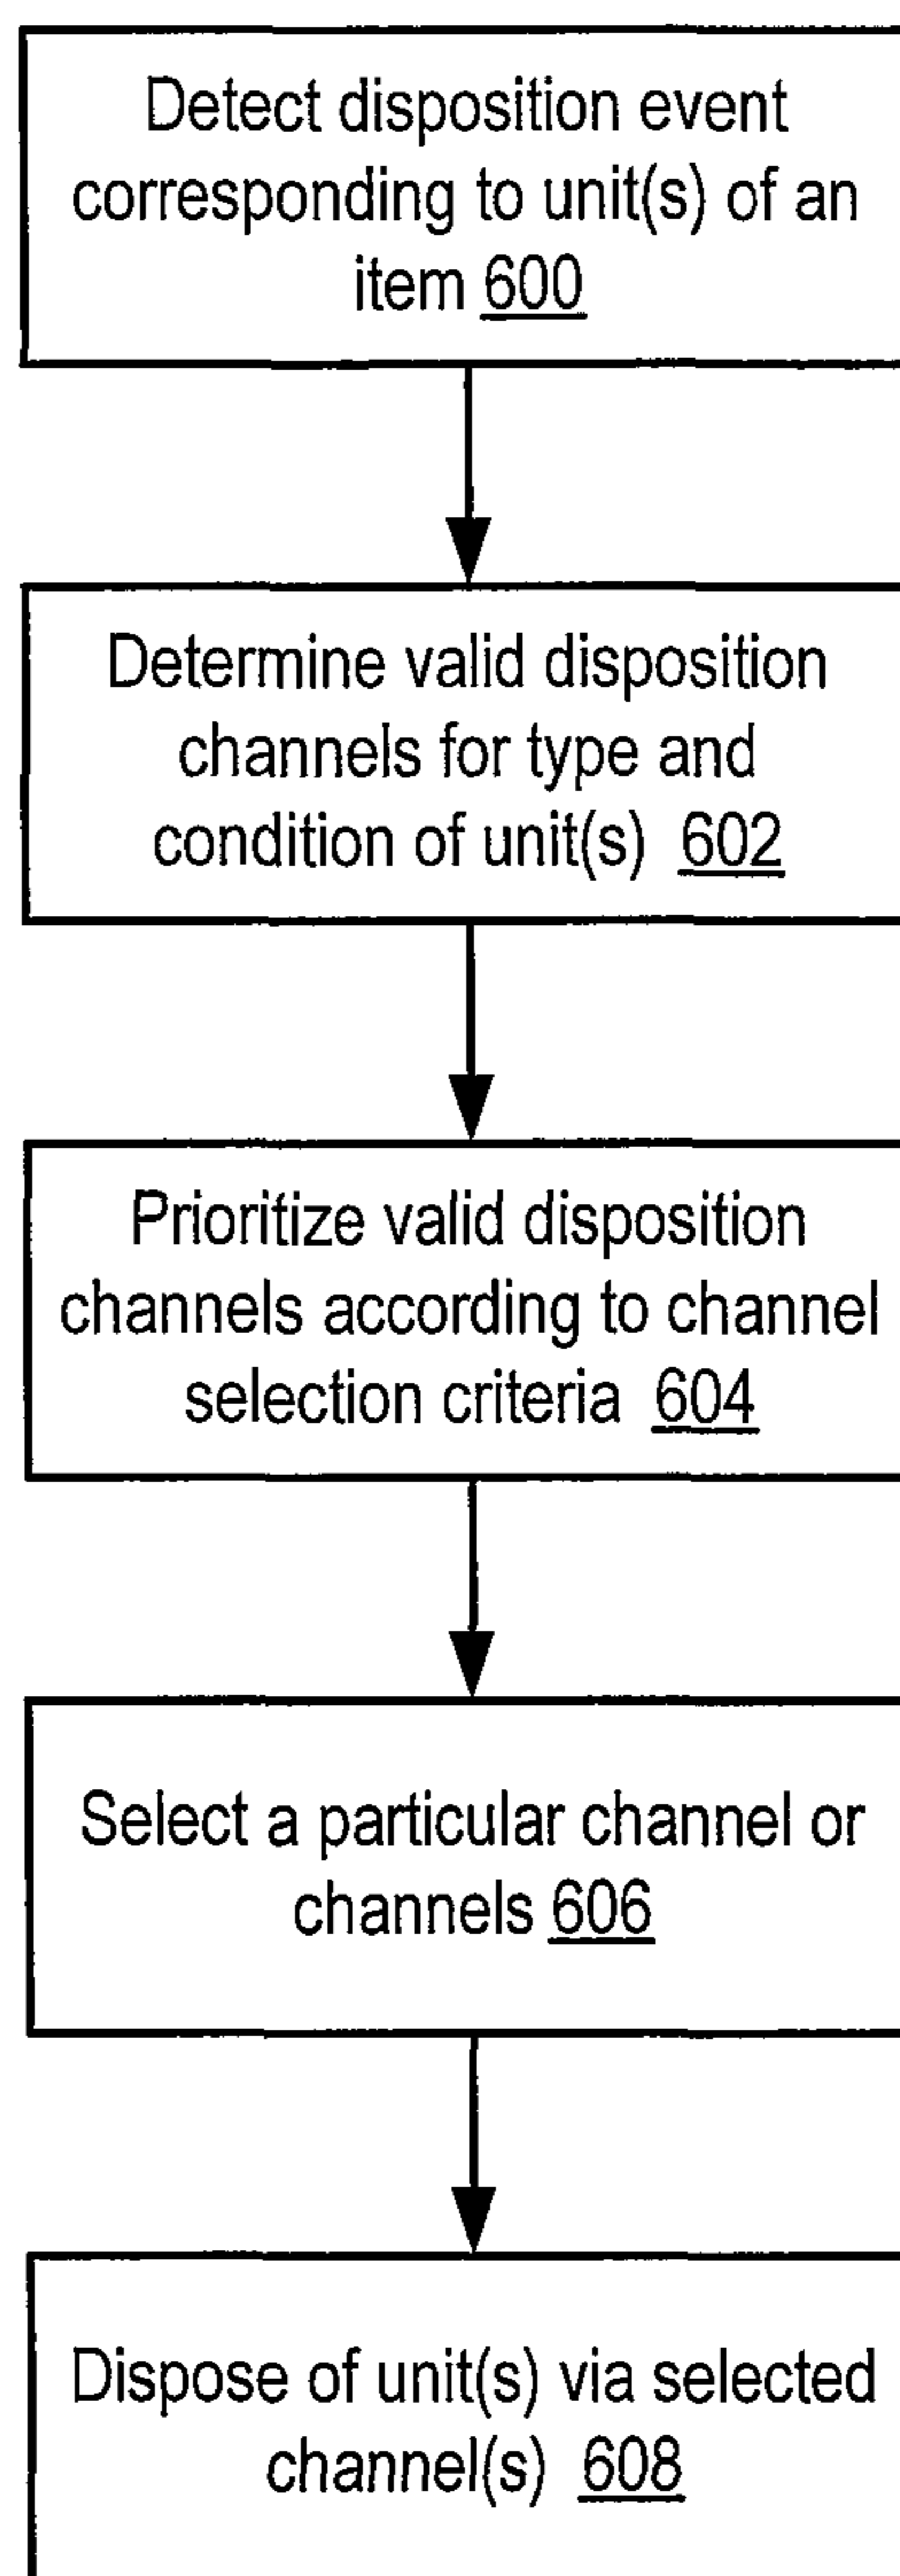 Detect disposition event
corresponding to unit(s) of an
item 600
Determine valid disposition
channels for type and
condition of unit(s) 602
Prioritize valid disposition
channels according to channel
selection criteria 604
Select a particular channel or
channels 606
Dispose of unit(s) via selected
channel(s) 608